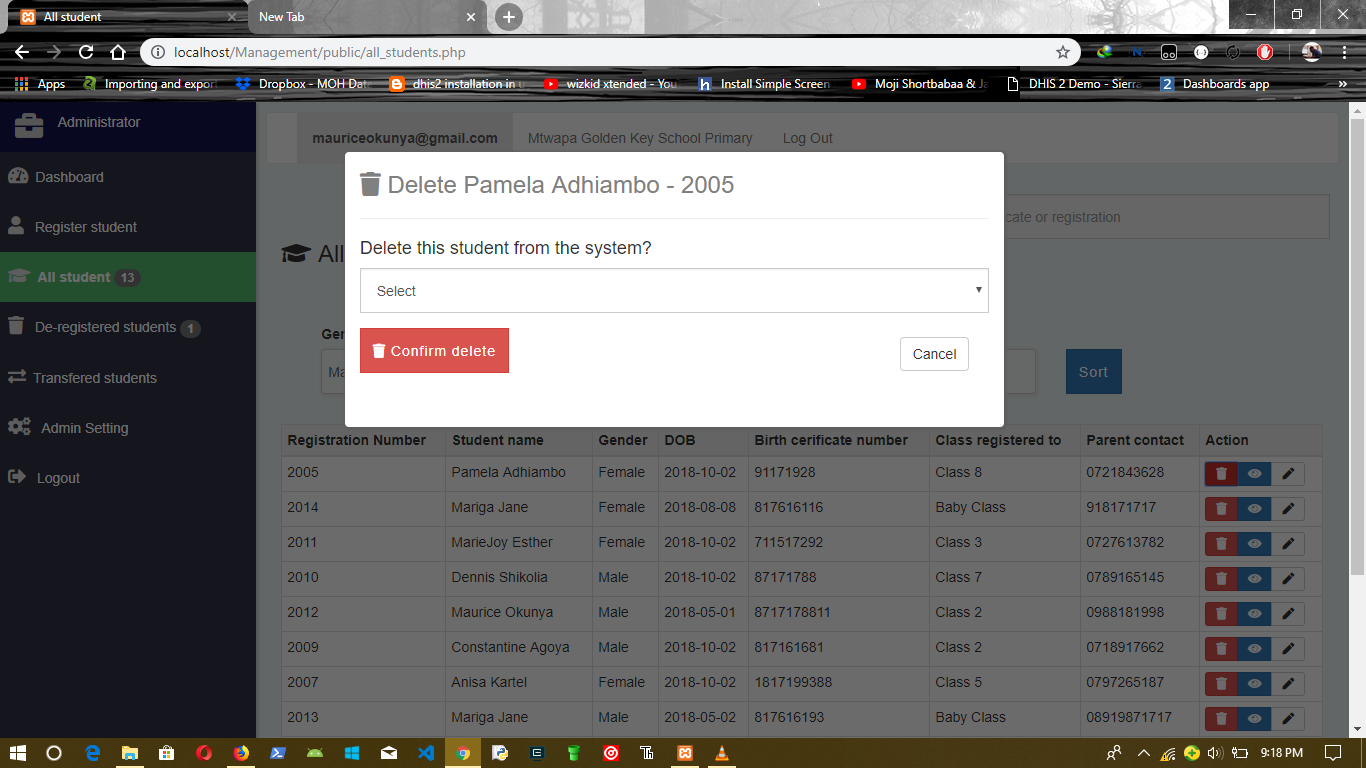 All student
New Tab
localhost/Management/public/all_students.php
Apps
Importing and expor
Dropbox - MOH Dat
dhis2 installation in u
wizkid xtended - You
Install Simple Screen
Moji Shortbabaa & Ja
DHIS 2 Demo - Sierra
2 Dashboards app
»
Administrator
mauriceokunya@gmail.com
Mtwapa Golden Key School Primary
Log Out
Dashboard
Register student
All student 13
De-registered students 1
Transfered students
Admin Setting
Logout
cate or registration
All
Delete Pamela Adhiambo - 2005
Delete this student from the system?
Select
Confirm delete
Cancel
Gen
Ma
Sort
Registration Number Student name Gender DOB Birth cerificate number Class registered to Parent contact Action
2005 Pamela Adhiambo Female 2018-10-02 91171928 Class 8 0721843628
2014 Mariga Jane Female 2018-08-08 817616116 Baby Class 918171717
2011 MarieJoy Esther Female 2018-10-02 711517292 Class 3 0727613782
2010 Dennis Shikolia Male 2018-10-02 87171788 Class 7 0789165145
2012 Maurice Okunya Male 2018-05-01 8717178811 Class 2 0988181998
2009 Constantine Agoya Male 2018-10-02 817161681 Class 2 0718917662
2007 Anisa Kartel Female 2018-10-02 1817199388 Class 5 0797265187
2013 Mariga Jane Male 2018-05-02 817616193 Baby Class 08919871717
9:18 PM